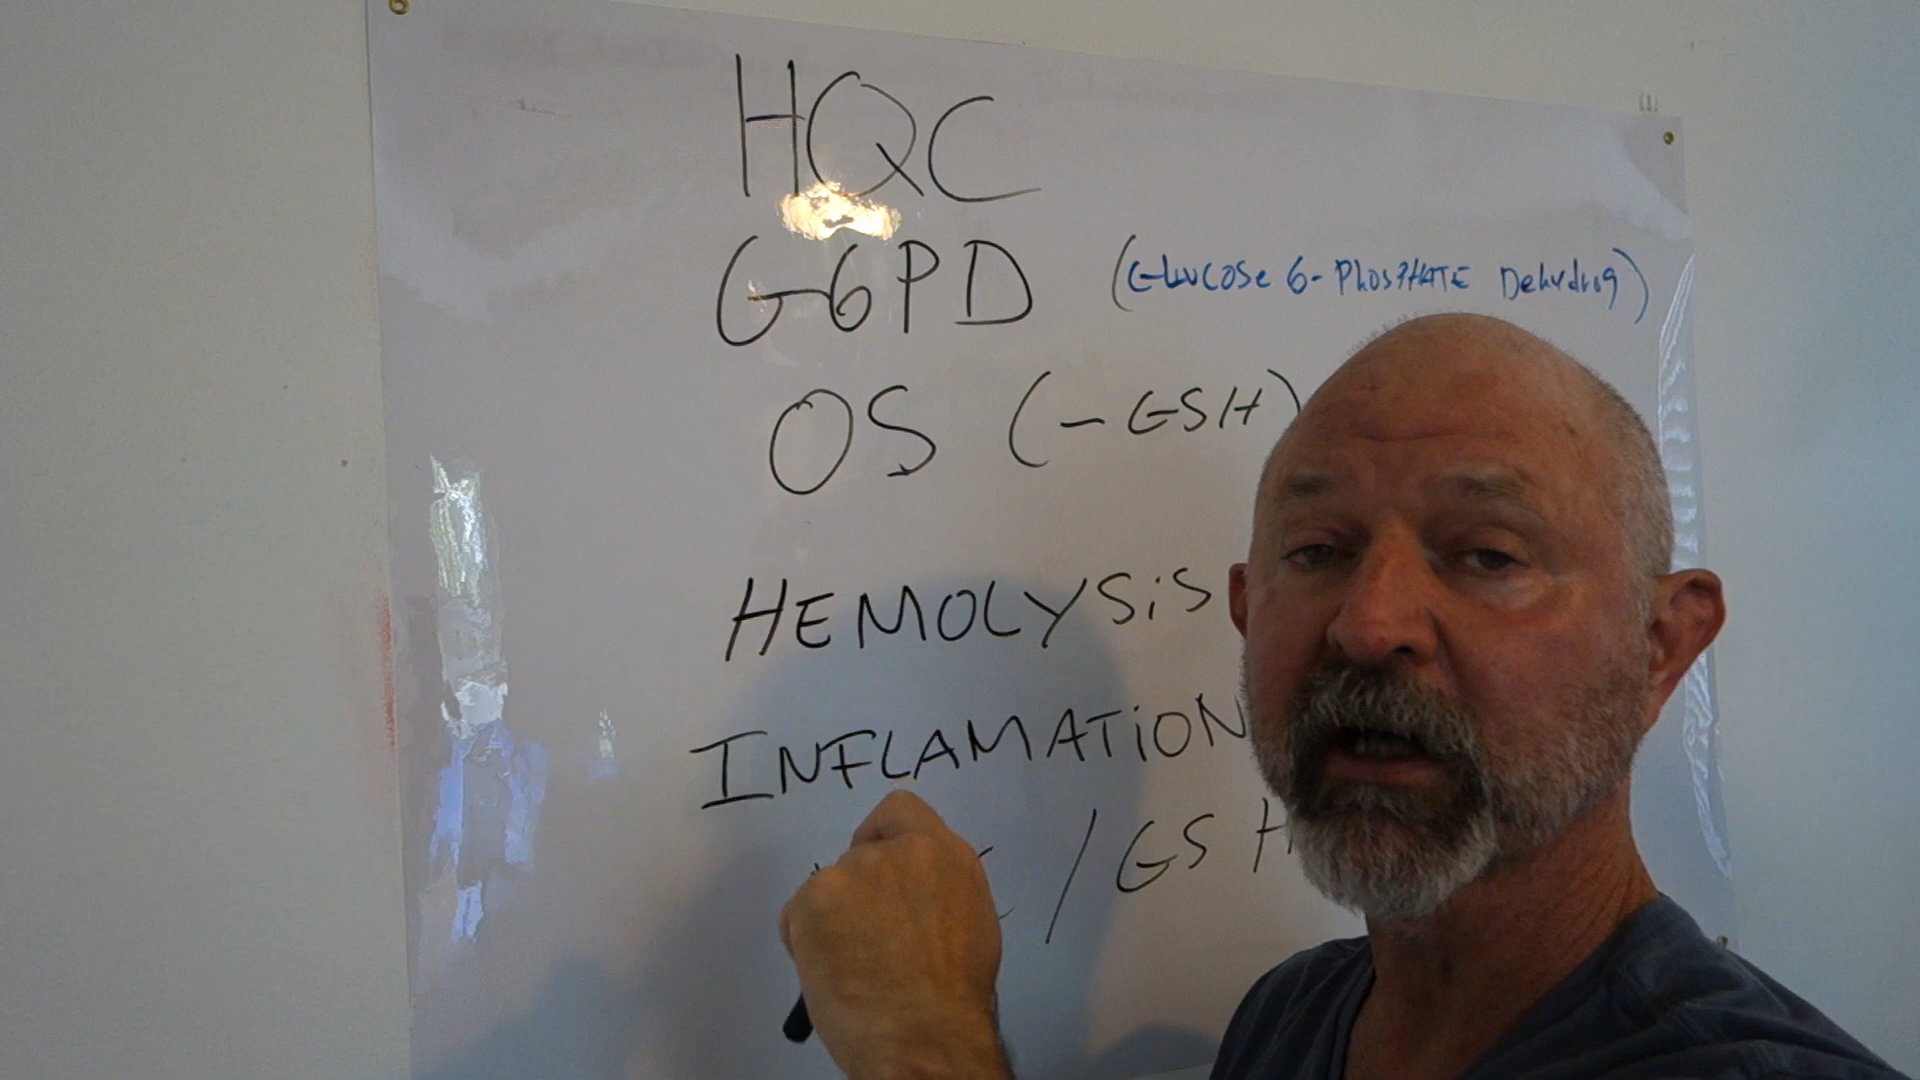 HQC
G6PD (Glucose 6-PhosPHATE Dehydrog)
OS (-GSH)
HEMOLYSiS
INFLAMATiON
/ GSH